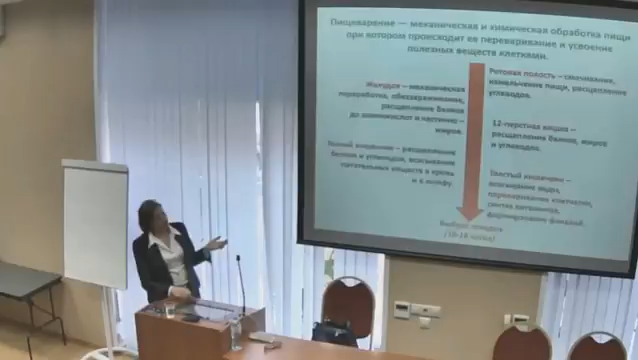 Пищеварение — механическая и химическая обработка пищи
при котором происходит ее переваривание и усвоение
полезных веществ клетками.
Ротовая полость – смачивание,
измельчение пищи, расщепление
углеводов.
Желудок – механическая
переработка, обеззараживание,
расщепление белков
до аминокислот и частично –
жиров.
12-перстная кишка –
расщепление белков, жиров
и углеводов.
Тонкий кишечник – расщепление
белков и углеводов, всасывание
питательных веществ в кровь
и в лимфу.
Толстый кишечник –
всасывание воды,
переваривание клетчатки,
синтез витаминов,
формирование фекалий.